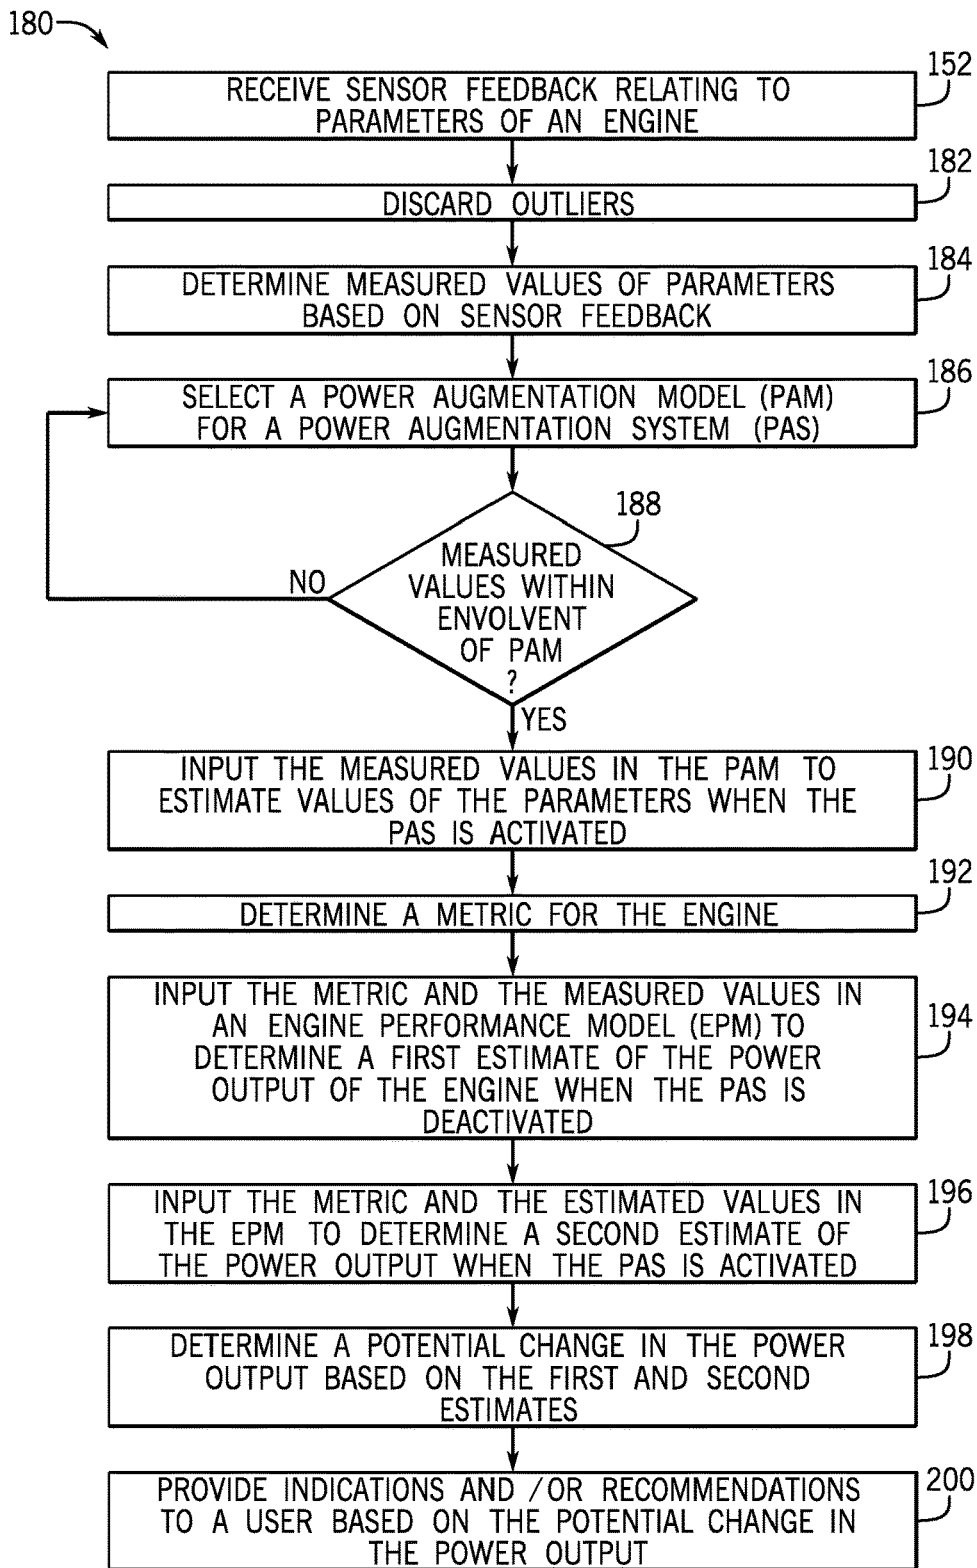 180
RECEIVE SENSOR FEEDBACK RELATING TO
PARAMETERS OF AN ENGINE
152
DISCARD OUTLIERS
182
DETERMINE MEASURED VALUES OF PARAMETERS
BASED ON SENSOR FEEDBACK
184
SELECT A POWER AUGMENTATION MODEL (PAM)
FOR A POWER AUGMENTATION SYSTEM (PAS)
186
188
MEASURED
VALUES WITHIN
ENVOLVENT
OF PAM
?
NO
YES
INPUT THE MEASURED VALUES IN THE PAM TO
ESTIMATE VALUES OF THE PARAMETERS WHEN THE
PAS IS ACTIVATED
190
DETERMINE A METRIC FOR THE ENGINE
192
INPUT THE METRIC AND THE MEASURED VALUES IN
AN ENGINE PERFORMANCE MODEL (EPM) TO
DETERMINE A FIRST ESTIMATE OF THE POWER
OUTPUT OF THE ENGINE WHEN THE PAS IS
DEACTIVATED
194
INPUT THE METRIC AND THE ESTIMATED VALUES IN
THE EPM TO DETERMINE A SECOND ESTIMATE OF
THE POWER OUTPUT WHEN THE PAS IS ACTIVATED
196
DETERMINE A POTENTIAL CHANGE IN THE POWER
OUTPUT BASED ON THE FIRST AND SECOND
ESTIMATES
198
PROVIDE INDICATIONS AND /OR RECOMMENDATIONS
TO A USER BASED ON THE POTENTIAL CHANGE IN
THE POWER OUTPUT
200